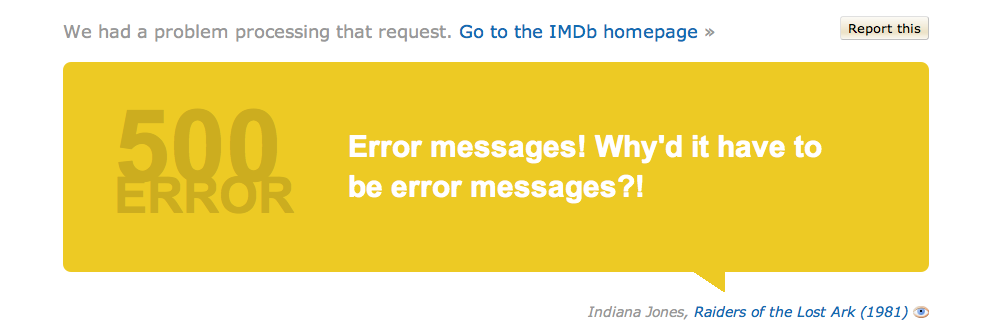 We had a problem processing that request. Go to the IMDb homepage »
Report this
500
ERROR
Error messages! Why'd it have to
be error messages?!
Indiana Jones, Raiders of the Lost Ark (1981)